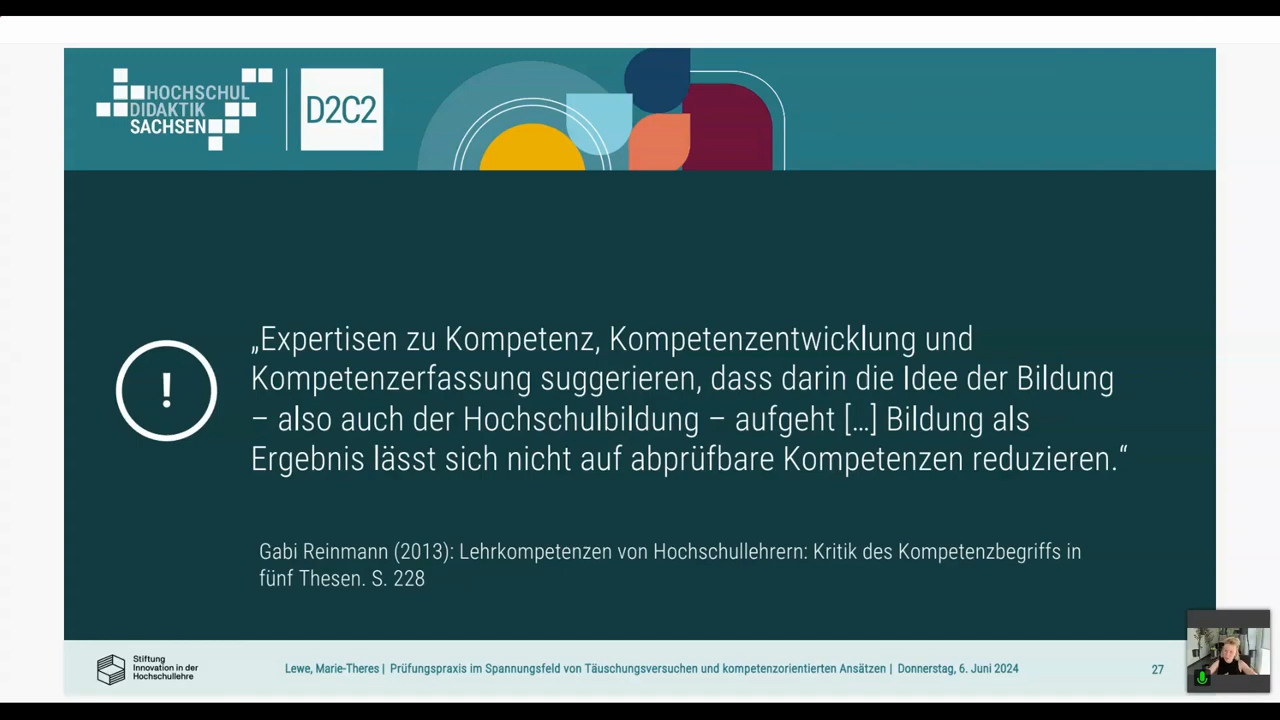 HOCHSCHUL
DIDAKTIK
SACHSEN
D2C2
!
„Expertisen zu Kompetenz, Kompetenzentwicklung und
Kompetenzerfassung suggerieren, dass darin die Idee der Bildung
– also auch der Hochschulbildung – aufgeht [...] Bildung als
Ergebnis lässt sich nicht auf abprüfbare Kompetenzen reduzieren.“
Gabi Reinmann (2013): Lehrkompetenzen von Hochschullehrern: Kritik des Kompetenzbegriffs in
fünf Thesen. S. 228
Stiftung
Innovation in der
Hochschullehre
Lewe, Marie-Theres | Prüfungspraxis im Spannungsfeld von Täuschungsversuchen und kompetenzorientierten Ansätzen | Donnerstag, 6. Juni 2024
27